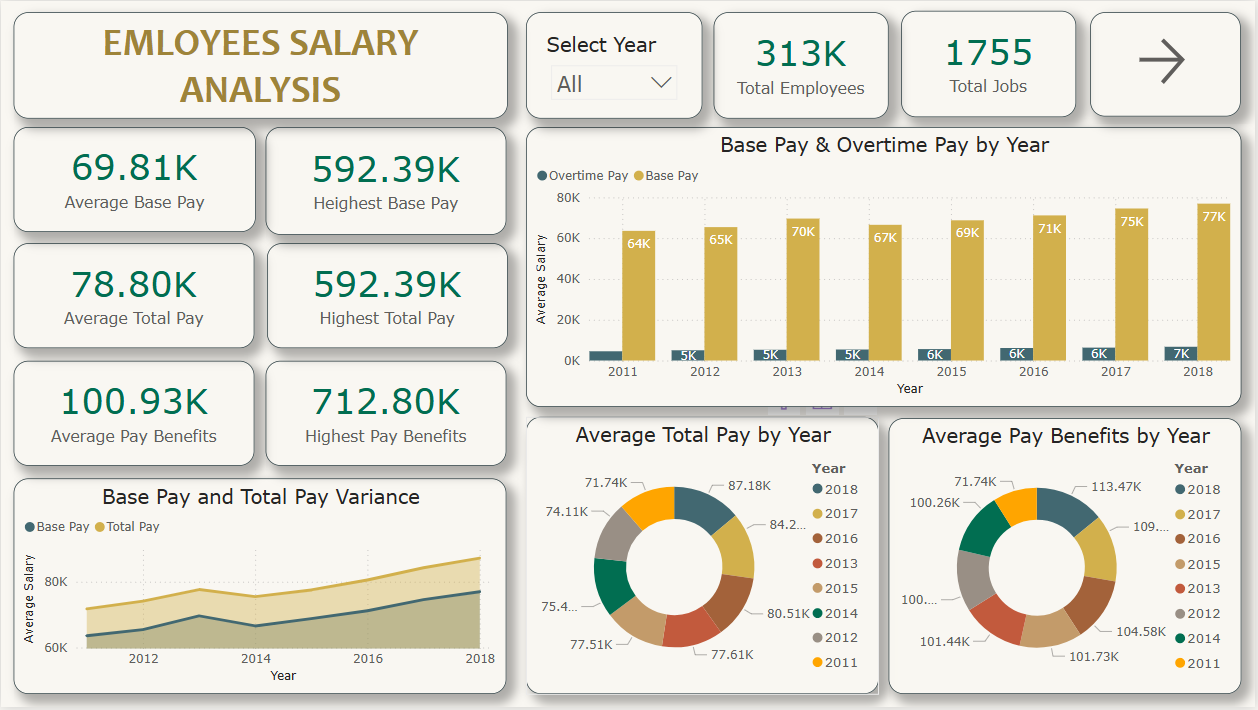 EMLOYEES SALARY
ANALYSIS
Select Year
All
313K
Total Employees
1755
Total Jobs
69.81K
Average Base Pay
592.39K
Heighest Base Pay
78.80K
Average Total Pay
592.39K
Highest Total Pay
100.93K
Average Pay Benefits
712.80K
Highest Pay Benefits
Base Pay & Overtime Pay by Year
Overtime Pay Base Pay
Average Salary
80K
60K
40K
20K
0K
64K 65K 70K 67K 69K 71K 75K 77K
5K 5K 5K 6K 6K 6K 7K
2011 2012 2013 2014 2015 2016 2017 2018
Year
Base Pay and Total Pay Variance
Base Pay Total Pay
Average Salary
80K
60K
2012 2014 2016 2018
Year
Average Total Pay by Year
87.18K
84.2...
80.51K
77.61K
77.51K
75.4...
74.11K
71.74K
Year
2018
2017
2016
2013
2015
2014
2012
2011
Average Pay Benefits by Year
113.47K
109....
104.58K
101.73K
101.44K
100....
100.26K
71.74K
Year
2018
2017
2016
2015
2013
2012
2014
2011